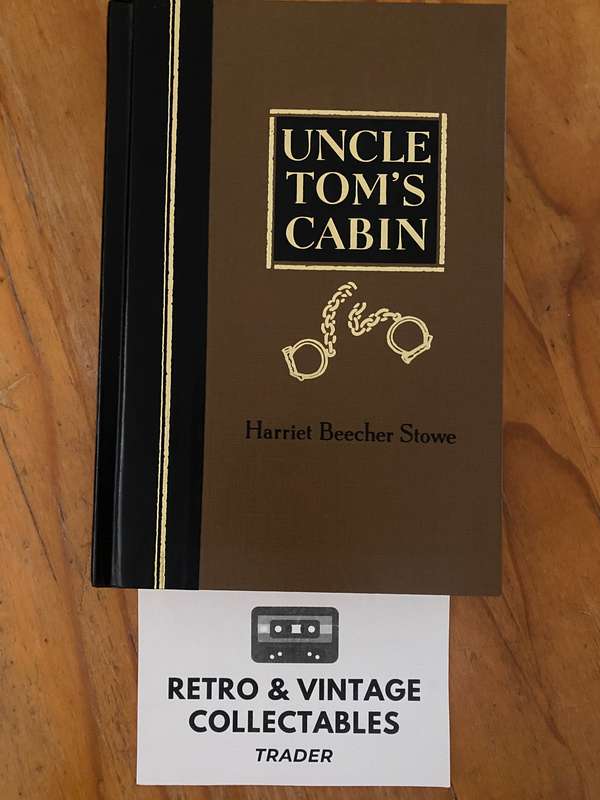 UNCLE
TOM'S
CABIN
Harriet Beecher Stowe
RETRO & VINTAGE
COLLECTABLES
TRADER